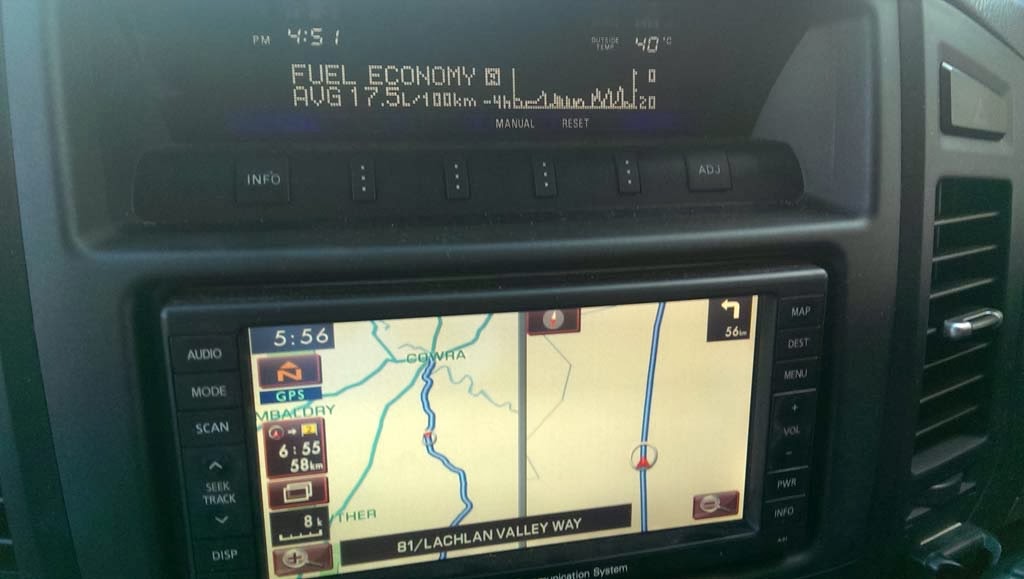 PM 4:51 OUTSIDE TEMP 40°C
FUEL ECONOMY 0
AVG 17.5L/100km -4h 20
MANUAL RESET
INFO ADJ
AUDIO
MODE
SCAN
SEEK
TRACK
DISP
5:56
GPS
6:55
58km
8k
COWRA
MBALDRY
THER
56km
81/LACHLAN VALLEY WAY
MAP
DEST
MENU
+
VOL
-
PWR
INFO
unication System